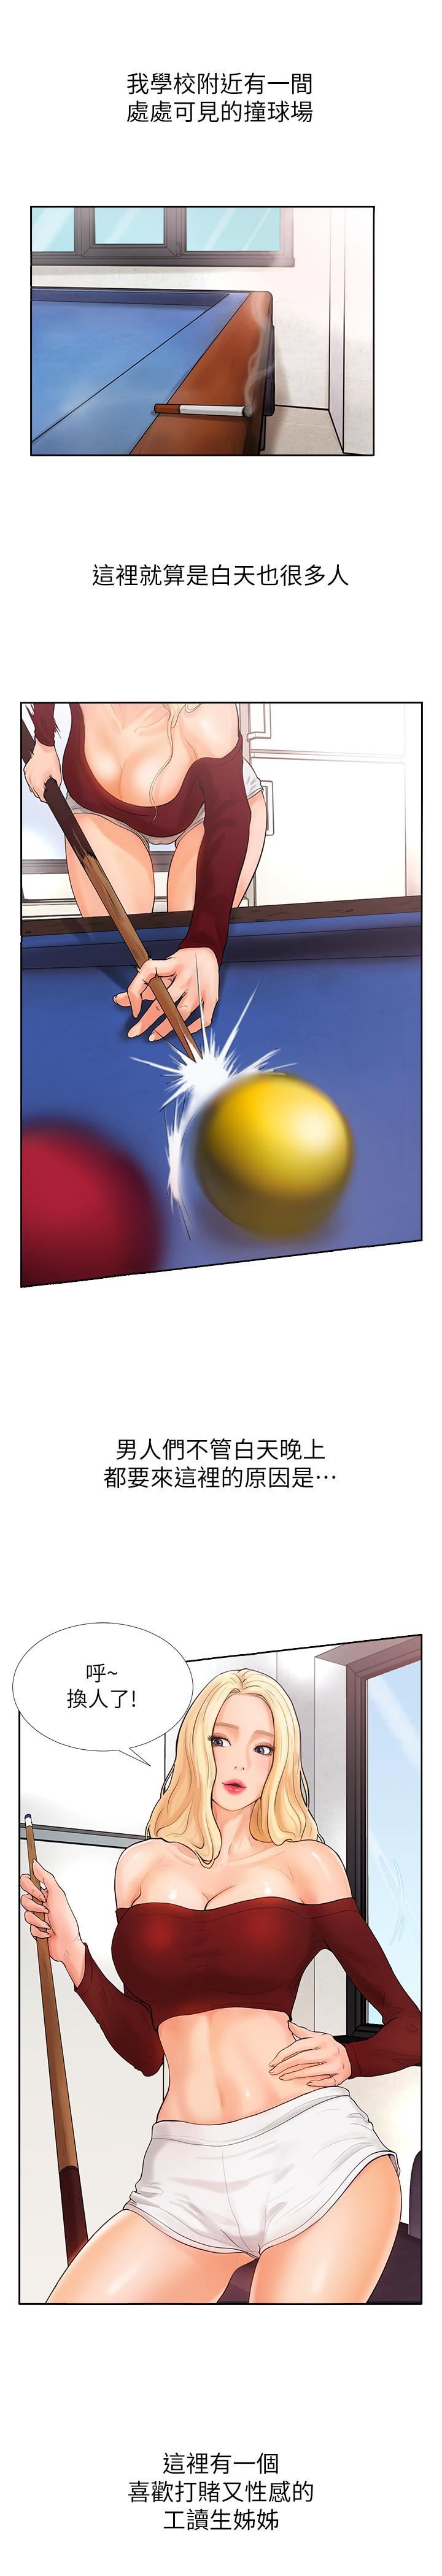 我學校附近有一間
處處可見的撞球場
這裡就算是白天也很多人
男人們不管白天晚上
都要來這裡的原因是…
呼~
換人了!
這裡有一個
喜歡打賭又性感的
工讀生姊姊